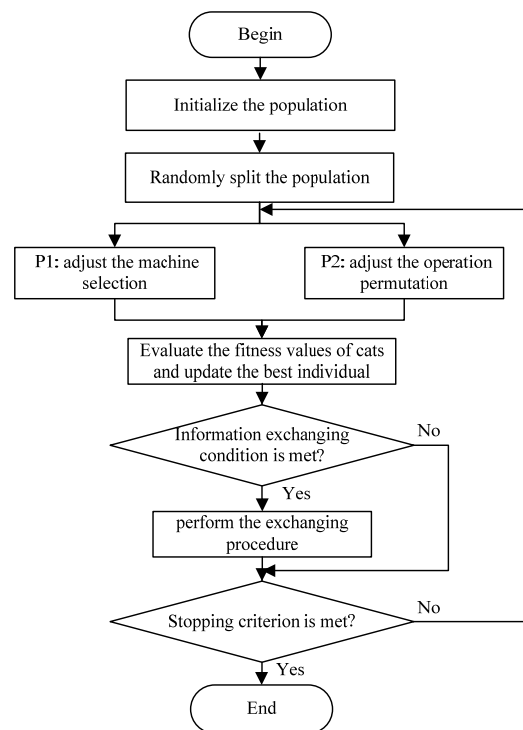 Begin
Initialize the population
Randomly split the population
P1: adjust the machine
selection
P2: adjust the operation
permutation
Evaluate the fitness values of cats
and update the best individual
Information exchanging
condition is met?
No
Yes
perform the exchanging
procedure
Stopping criterion is met?
No
Yes
End